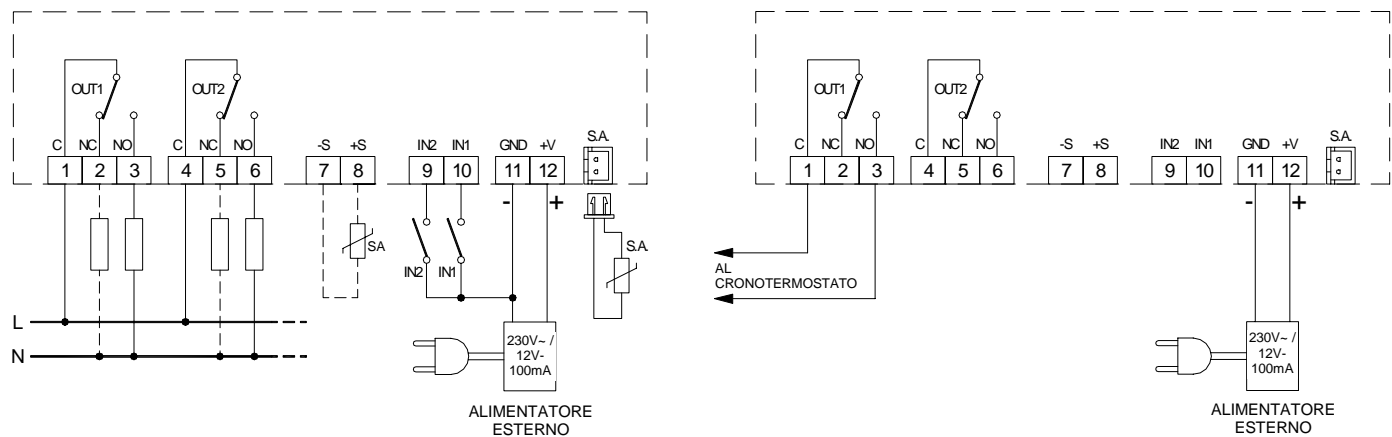 OUT1 OUT2
C NC NO C NC NO -S +S IN2 IN1 GND +V S.A.
1 2 3 4 5 6 7 8 9 10 11 12
- +
SA
IN2 IN1
S.A.
L
N
230V~ /
12V-
100mA
ALIMENTATORE
ESTERNO
OUT1 OUT2
C NC NO C NC NO -S +S IN2 IN1 GND +V S.A.
1 2 3 4 5 6 7 8 9 10 11 12
- +
AL
CRONOTERMOSTATO
230V~ /
12V-
100mA
ALIMENTATORE
ESTERNO